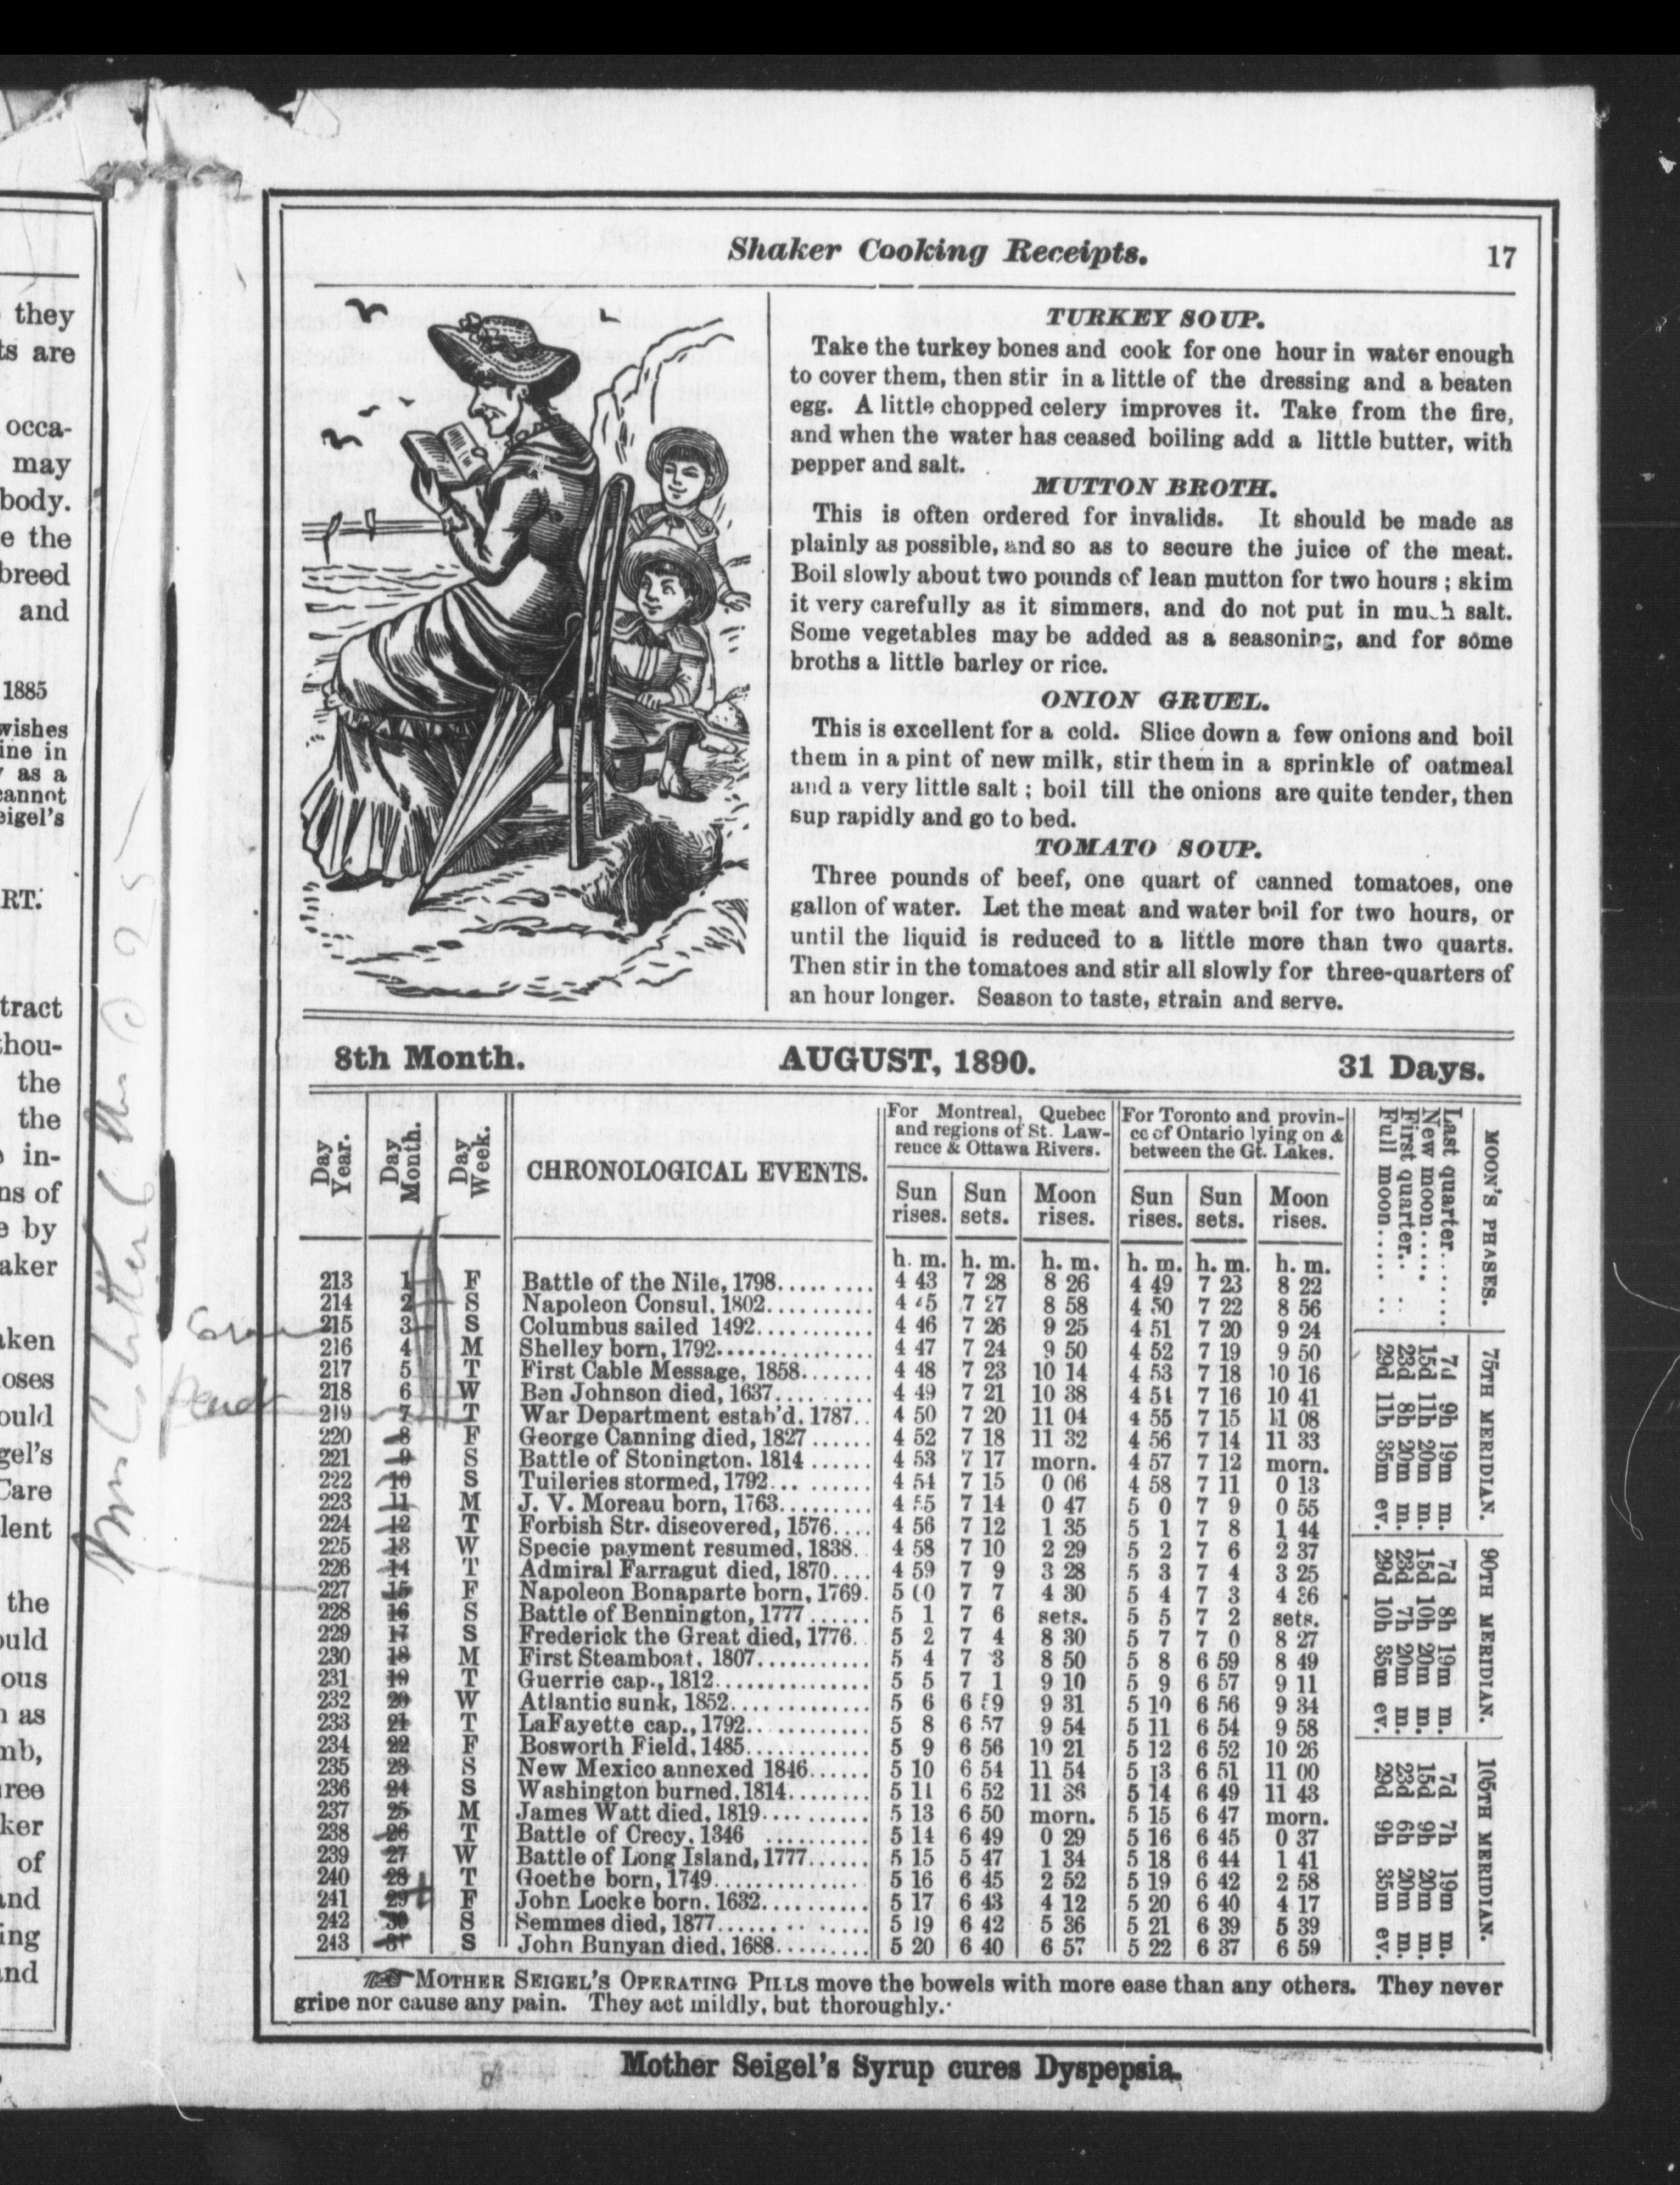 they
ts are
occa-
may
body.
e the
breed
and
1885
wishes
ine in
as a
cannot
eigel's
RT.
tract
thou-
the
the
in-
ns of
e by
aker
aken
loses
ould
gel's
Care
lent
the
ould
ous
as
mb,
ree
ker
of
and
ing
and
Shaker Cooking Receipts.
17
TURKEY SOUP.
Take the turkey bones and cook for one hour in water enough
to cover them, then stir in a little of the dressing and a beaten
egg. A little chopped celery improves it. Take from the fire,
and when the water has ceased boiling add a little butter, with
pepper and salt.
MUTTON BROTH.
This is often ordered for invalids. It should be made as
plainly as possible, and so as to secure the juice of the meat.
Boil slowly about two pounds of lean mutton for two hours ; skim
it very carefully as it simmers, and do not put in much salt.
Some vegetables may be added as a seasoning, and for some
broths a little barley or rice.
ONION GRUEL.
This is excellent for a cold. Slice down a few onions and boil
them in a pint of new milk, stir them in a sprinkle of oatmeal
and a very little salt ; boil till the onions are quite tender, then
sup rapidly and go to bed.
TOMATO SOUP.
Three pounds of beef, one quart of canned tomatoes, one
gallon of water. Let the meat and water boil for two hours, or
until the liquid is reduced to a little more than two quarts.
Then stir in the tomatoes and stir all slowly for three-quarters of
an hour longer. Season to taste, strain and serve.
8th Month. AUGUST, 1890. 31 Days.
Day Year. Day Month. Day Week. CHRONOLOGICAL EVENTS.
For Montreal, Quebec and regions of St. Lawrence & Ottawa Rivers.
For Toronto and province of Ontario lying on & between the Gt. Lakes.
Sun rises. Sun sets. Moon rises. Sun rises. Sun sets. Moon rises.
h. m. h. m. h. m. h. m. h. m. h. m.
213 1 F Battle of the Nile, 1798.......... 4 43 7 28 8 26 4 49 7 23 8 22
214 2 S Napoleon Consul, 1802.......... 4 45 7 27 8 58 4 50 7 22 8 56
215 3 S Columbus sailed 1492.......... 4 46 7 26 9 25 4 51 7 20 9 24
216 4 M Shelley born, 1792.......... 4 47 7 24 9 50 4 52 7 19 9 50
217 5 T First Cable Message, 1858....... 4 48 7 23 10 14 4 53 7 18 10 16
218 6 W Ben Johnson died, 1637......... 4 49 7 21 10 38 4 54 7 16 10 41
219 7 T War Department estab'd. 1787.. 4 50 7 20 11 04 4 55 7 15 11 08
220 8 F George Canning died, 1827...... 4 52 7 18 11 32 4 56 7 14 11 33
221 9 S Battle of Stonington. 1814 ...... 4 53 7 17 morn. 4 57 7 12 morn.
222 10 S Tuileries stormed, 1792.......... 4 54 7 15 0 06 4 58 7 11 0 13
223 11 M J. V. Moreau born, 1763......... 4 55 7 14 0 47 5 0 7 9 0 55
224 12 T Forbish Str. discovered, 1576.... 4 56 7 12 1 35 5 1 7 8 1 44
225 13 W Specie payment resumed, 1838. 4 58 7 10 2 29 5 2 7 6 2 37
226 14 T Admiral Farragut died, 1870.... 4 59 7 9 3 28 5 3 7 4 3 25
227 15 F Napoleon Bonaparte born, 1769. 5 00 7 7 4 30 5 4 7 3 4 36
228 16 S Battle of Bennington, 1777...... 5 1 7 6 sets. 5 5 7 2 sets.
229 17 S Frederick the Great died, 1776.. 5 2 7 4 8 30 5 7 7 0 8 27
230 18 M First Steamboat, 1807.......... 5 4 7 3 8 50 5 8 6 59 8 49
231 19 T Guerrie cap., 1812.............. 5 5 7 1 9 10 5 9 6 57 9 11
232 20 W Atlantic sunk, 1852............. 5 6 6 59 9 31 5 10 6 56 9 34
233 21 T LaFayette cap., 1792............ 5 8 6 57 9 54 5 11 6 54 9 58
234 22 F Bosworth Field, 1485............ 5 9 6 56 10 21 5 12 6 52 10 26
235 23 S New Mexico annexed 1846...... 5 10 6 54 11 54 5 13 6 51 11 00
236 24 S Washington burned, 1814........ 5 11 6 52 11 36 5 14 6 49 11 43
237 25 M James Watt died, 1819.......... 5 13 6 50 morn. 5 15 6 47 morn.
238 26 T Battle of Crecy, 1346 .......... 5 14 6 49 0 29 5 16 6 45 0 37
239 27 W Battle of Long Island, 1777...... 5 15 5 47 1 34 5 18 6 44 1 41
240 28 T Goethe born, 1749............... 5 16 6 45 2 52 5 19 6 42 2 58
241 29 F John Locke born, 1632.......... 5 17 6 43 4 12 5 20 6 40 4 17
242 30 S Semmes died, 1877.............. 5 19 6 42 5 36 5 21 6 39 5 39
243 31 S John Bunyan died, 1688......... 5 20 6 40 6 57 5 22 6 37 6 59
MOON'S PHASES. 75TH MERIDIAN. 90TH MERIDIAN. 105TH MERIDIAN.
Last quarter...... 7d 9h 19m m. 7d 8h 19m m. 7d 7h 19m m.
New moon..... 15d 11h 20m m. 15d 10h 20m m. 15d 9h 20m m.
First quarter.. .. 23d 8h 20m m. 23d 7h 20m m. 23d 6h 20m m.
Full moon..... .. 29d 11h 35m ev. 29d 10h 35m ev. 29d 9h 35m ev.
MOTHER SEIGEL'S OPERATING PILLS move the bowels with more ease than any others. They never
gripe nor cause any pain. They act mildly, but thoroughly.
Mother Seigel's Syrup cures Dyspepsia.